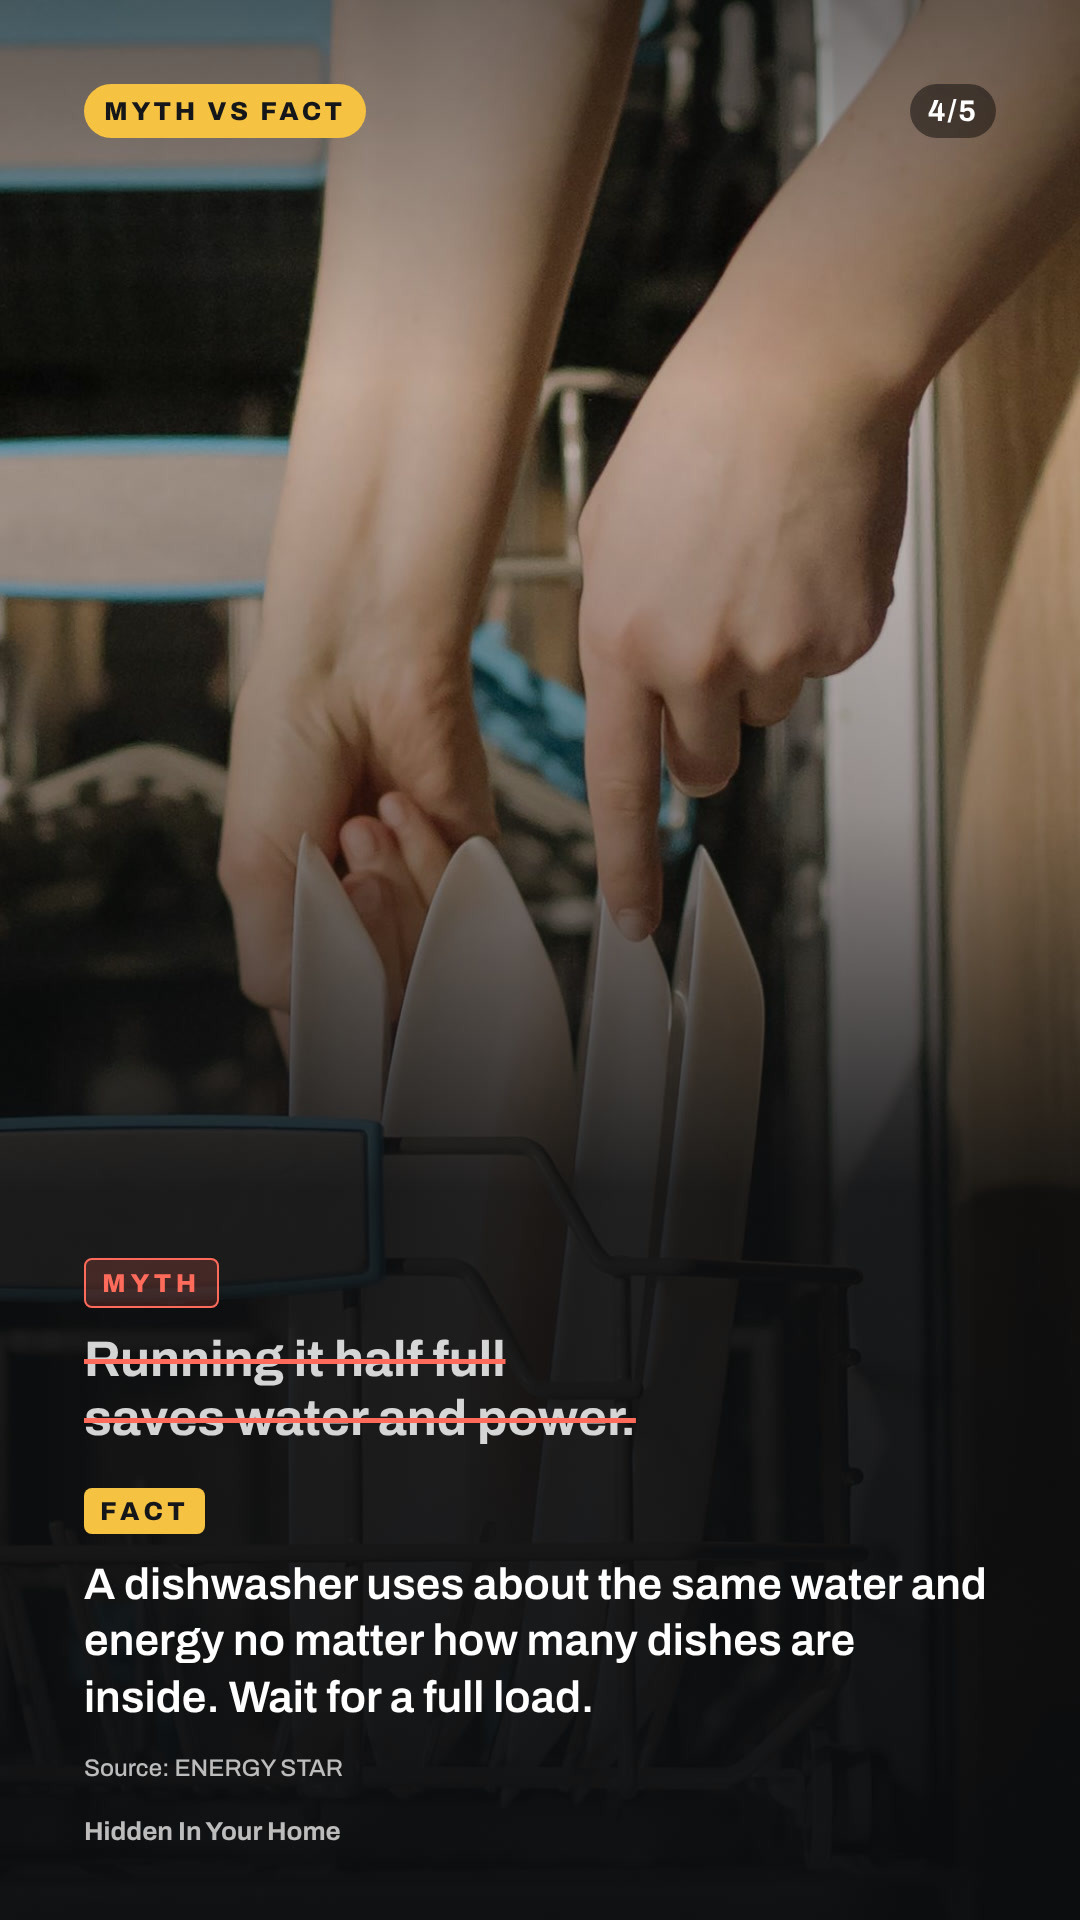 MYTH VS FACT
4/5
MYTH
Running it half full
saves water and power.
FACT
A dishwasher uses about the same water and
energy no matter how many dishes are
inside. Wait for a full load.
Source: ENERGY STAR
Hidden In Your Home